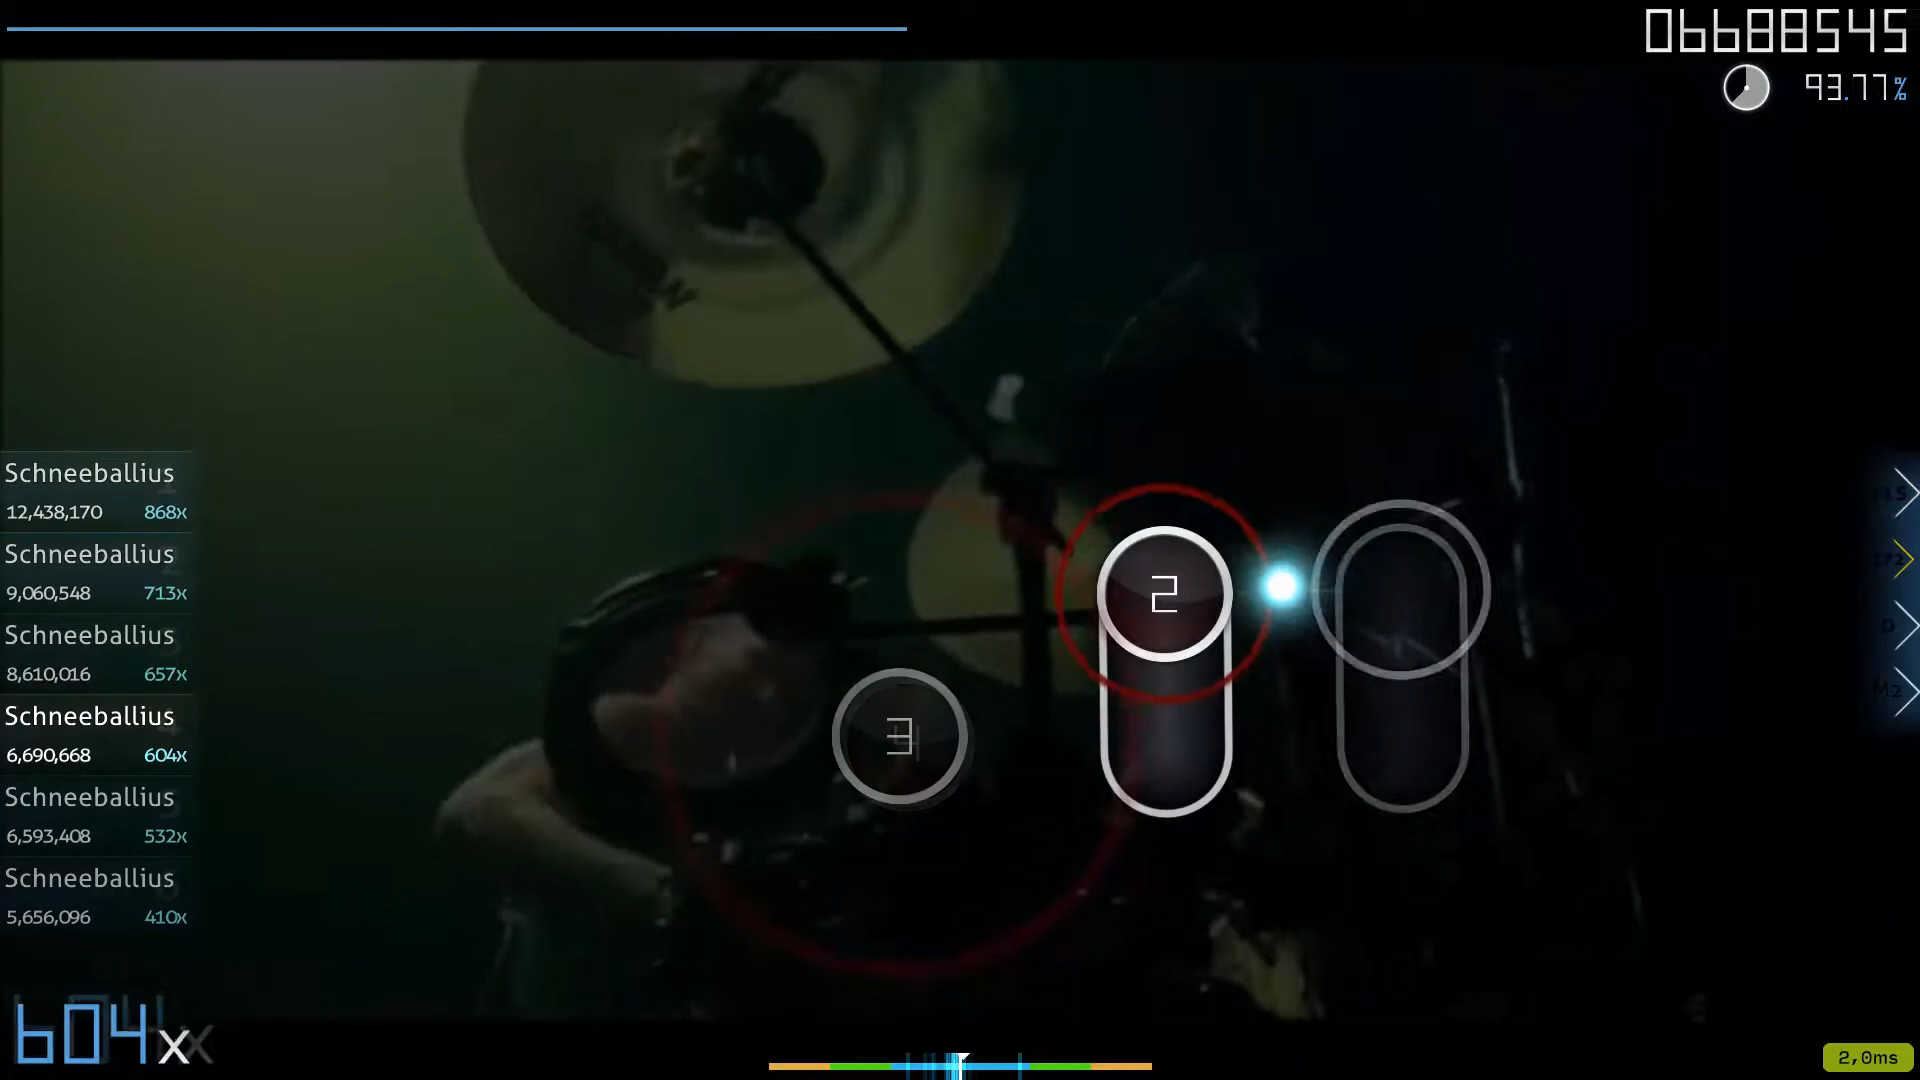 06688545
93.77%
Schneeballius
12,438,170 868x
Schneeballius
9,060,548 713x
Schneeballius
8,610,016 657x
Schneeballius
6,690,668 604x
Schneeballius
6,593,408 532x
Schneeballius
5,656,096 410x
2
3
604x
2,0ms